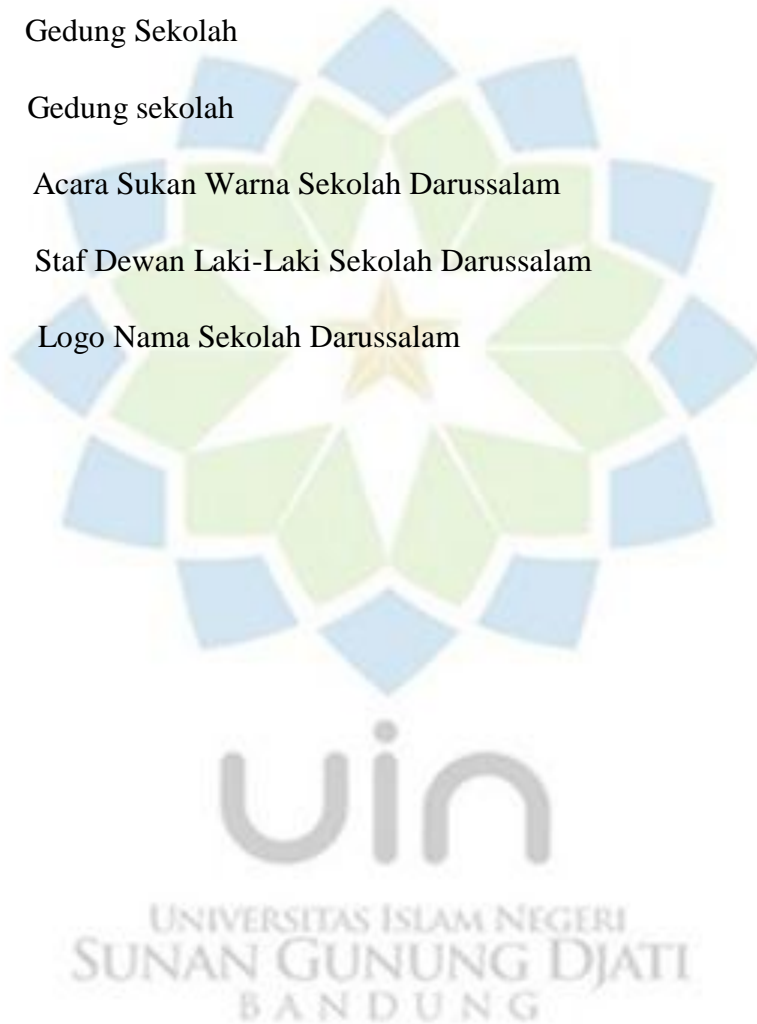 Gedung Sekolah
Gedung sekolah
Acara Sukan Warna Sekolah Darussalam
Staf Dewan Laki-Laki Sekolah Darussalam
Logo Nama Sekolah Darussalam
uin
UNIVERSITAS ISLAM NEGERI
SUNAN GUNUNG DJATI
BANDUNG